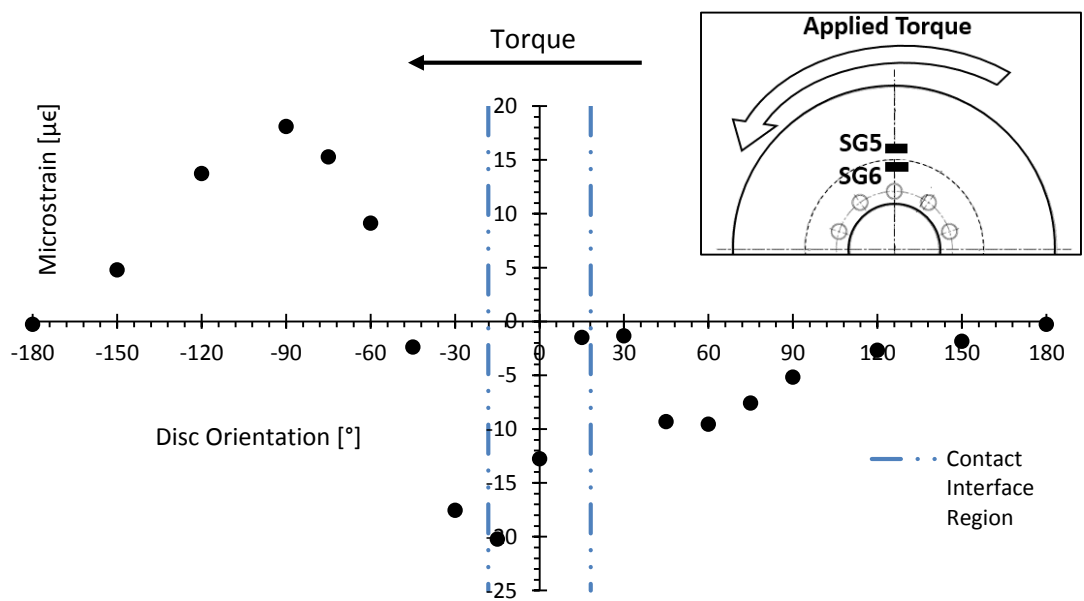 Torque
Applied Torque
SG5
SG6
Microstrain [µє]
20
15
10
5
0
-5
-10
-15
-20
-25
-180 -150 -120 -90 -60 -30 0 30 60 90 120 150 180
Disc Orientation [°]
Contact
Interface
Region